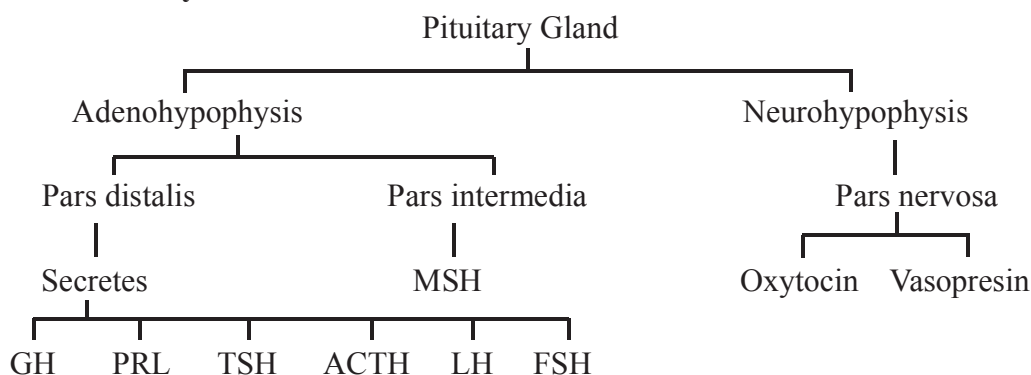 Pituitary Gland
Adenohypophysis Neurohypophysis
Pars distalis Pars intermedia Pars nervosa
Secretes MSH Oxytocin Vasopresin
GH PRL TSH ACTH LH FSH